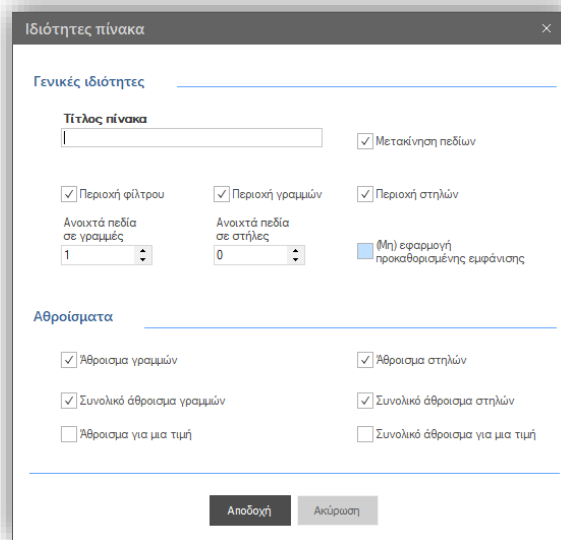 Ιδιότητες πίνακα
Γενικές ιδιότητες
Τίτλος πίνακα
Μετακίνηση πεδίων
Περιοχή φίλτρου
Περιοχή γραμμών
Περιοχή στηλών
Ανοιχτά πεδία
σε γραμμές
Ανοιχτά πεδία
σε στήλες
1
0
(Μη) εφαρμογή
προκαθορισμένης εμφάνισης
Αθροίσματα
Άθροισμα γραμμών
Άθροισμα στηλών
Συνολικό άθροισμα γραμμών
Συνολικό άθροισμα στηλών
Άθροισμα για μια τιμή
Συνολικό άθροισμα για μια τιμή
Αποδοχή
Ακύρωση